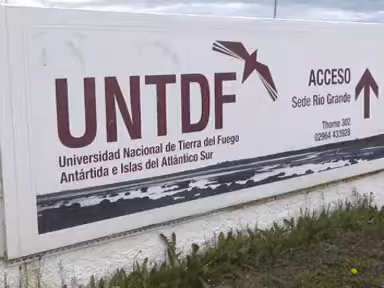 UNTDF
Universidad Nacional de Tierra del Fuego
Antártida e Islas del Atlántico Sur
ACCESO
Sede Río Grande
Thorne 302
02964 433928